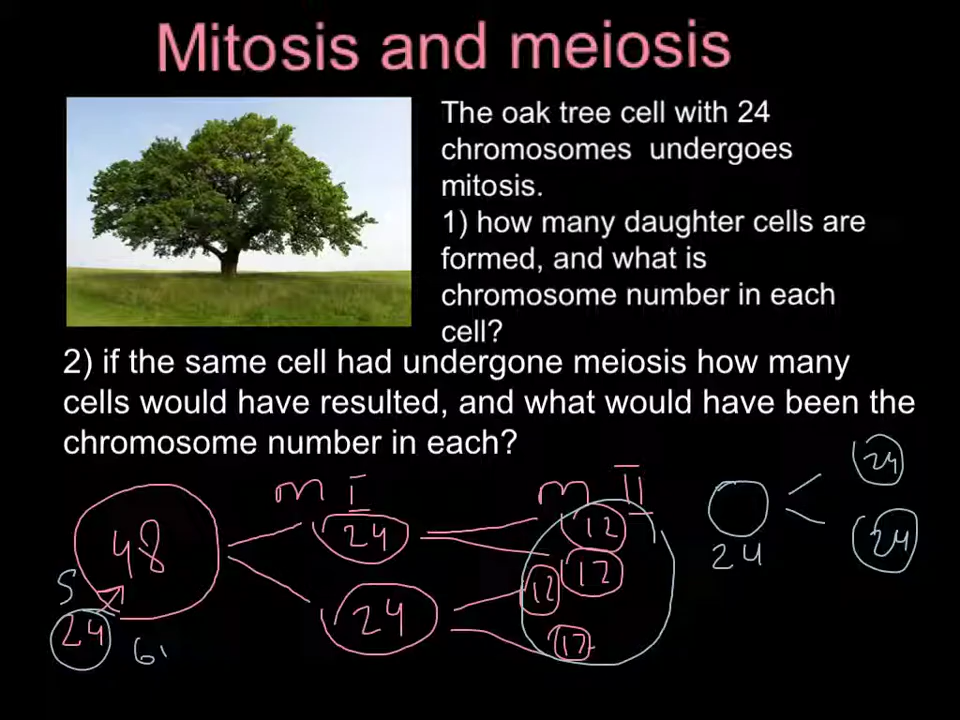 Mitosis and meiosis
The oak tree cell with 24
chromosomes undergoes
mitosis.
1) how many daughter cells are
formed, and what is
chromosome number in each
cell?
2) if the same cell had undergone meiosis how many
cells would have resulted, and what would have been the
chromosome number in each?
m I
m II
24
48
24
12
24
24
12
12
S
24
24
12